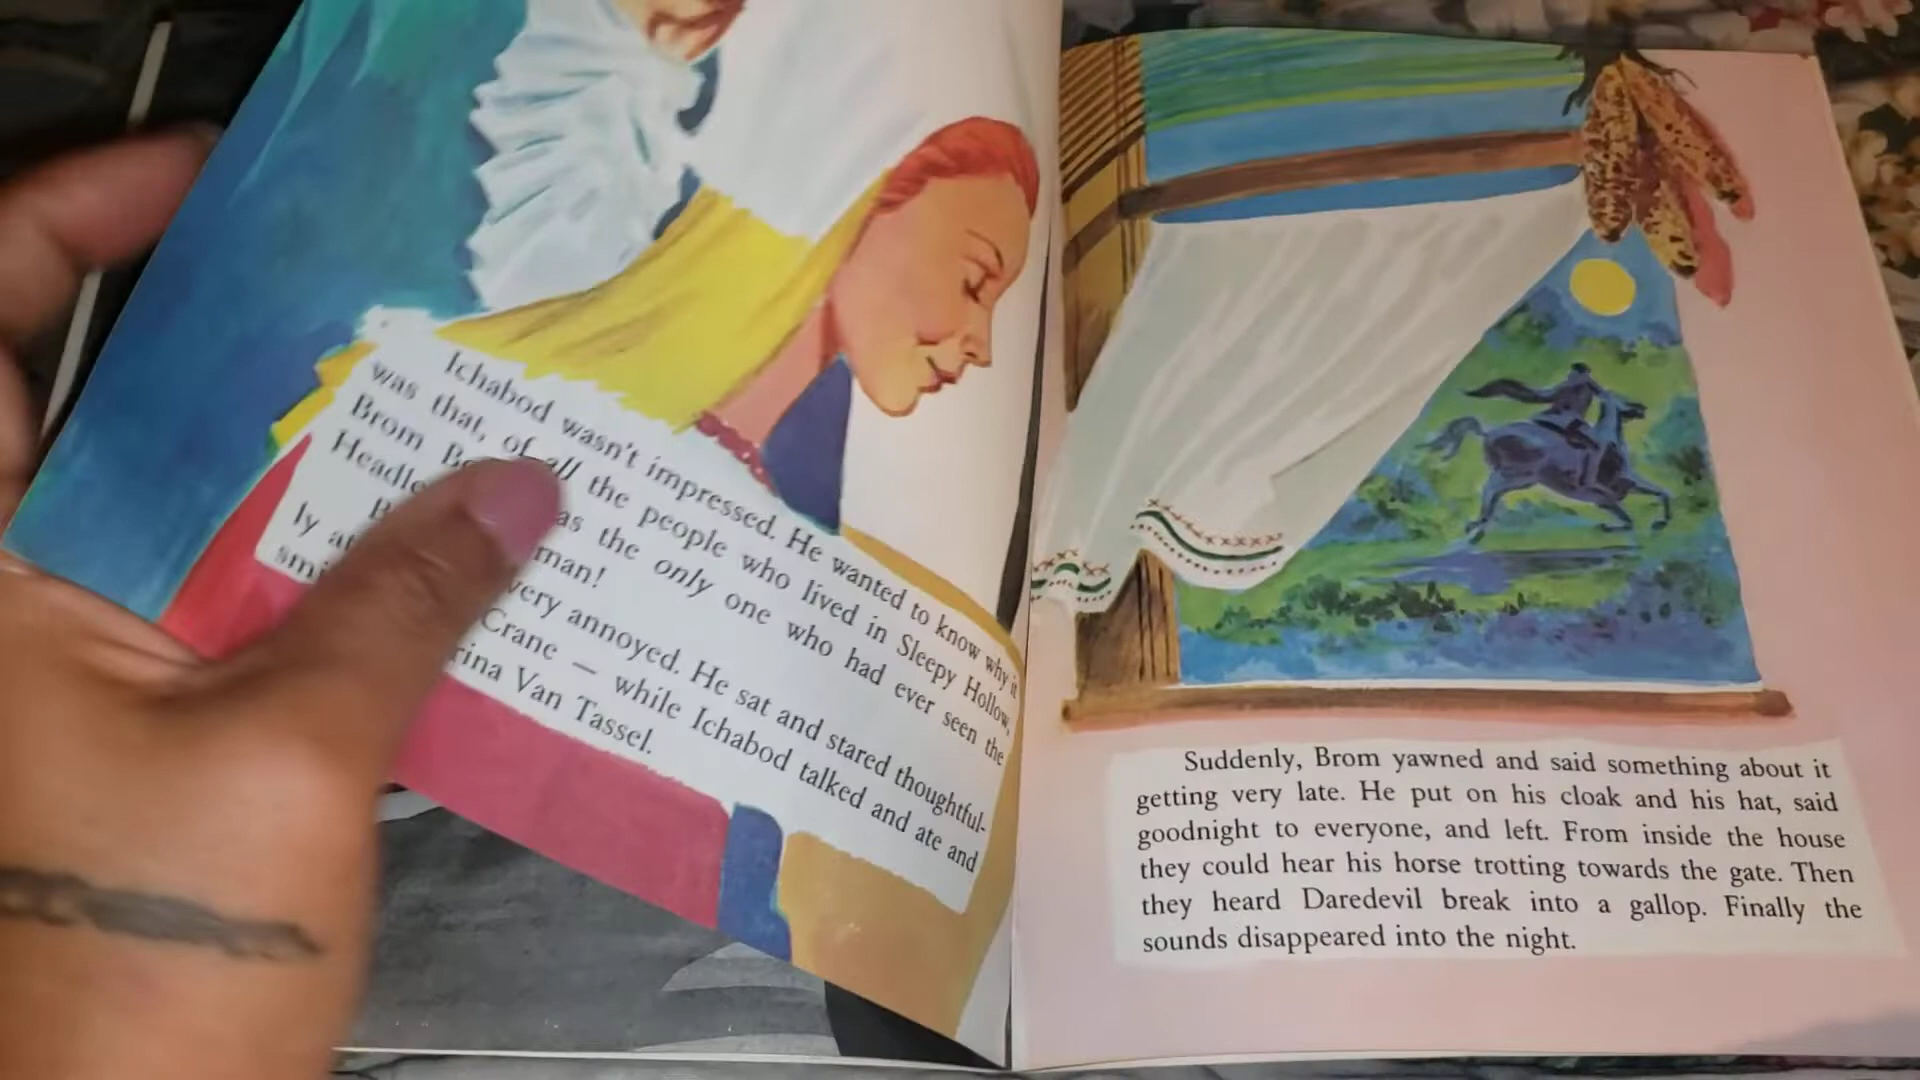 Ichabod wasn't impressed. He wanted to know why it
was that, of all the people who lived in Sleepy Hollow,
Brom as the only one who had ever seen the
man!
very annoyed. He sat and stared thoughtful-
ly Crane — while Ichabod talked and ate and
Van Tassel.
Suddenly, Brom yawned and said something about it
getting very late. He put on his cloak and his hat, said
goodnight to everyone, and left. From inside the house
they could hear his horse trotting towards the gate. Then
they heard Daredevil break into a gallop. Finally the
sounds disappeared into the night.